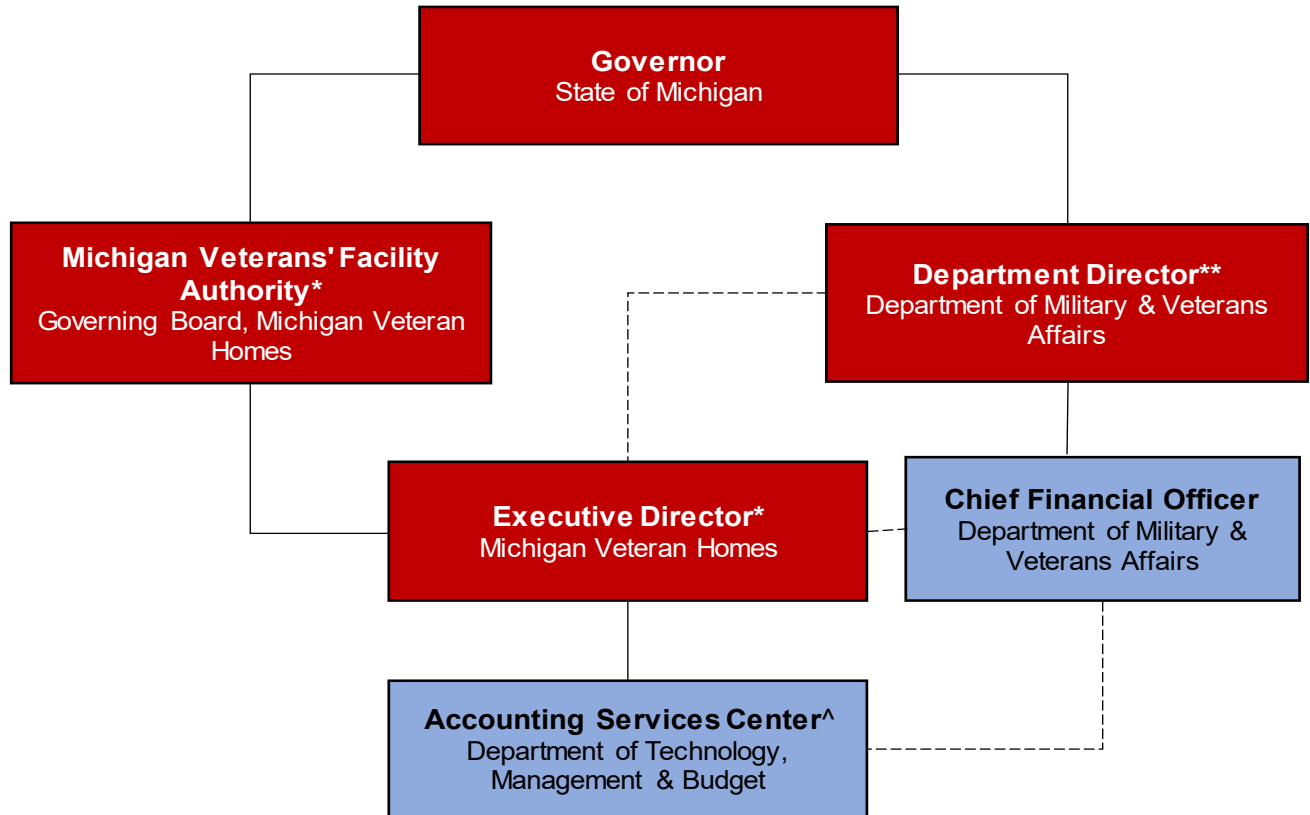 Governor
State of Michigan
Michigan Veterans' Facility
Authority*
Governing Board, Michigan Veteran
Homes
Department Director**
Department of Military & Veterans
Affairs
Executive Director*
Michigan Veteran Homes
Chief Financial Officer
Department of Military &
Veterans Affairs
Accounting Services Center^
Department of Technology,
Management & Budget